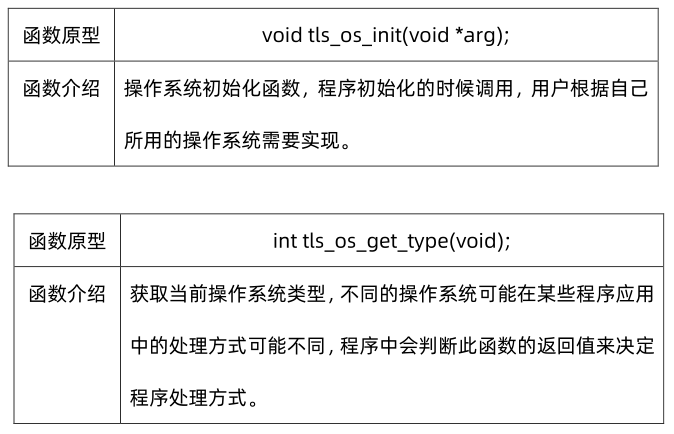 函数原型 void tls_os_init(void *arg);
函数介绍 操作系统初始化函数，程序初始化的时候调用，用户根据自己
所用的操作系统需要实现。
函数原型 int tls_os_get_type(void);
函数介绍 获取当前操作系统类型，不同的操作系统可能在某些程序应用
中的处理方式可能不同，程序中会判断此函数的返回值来决定
程序处理方式。